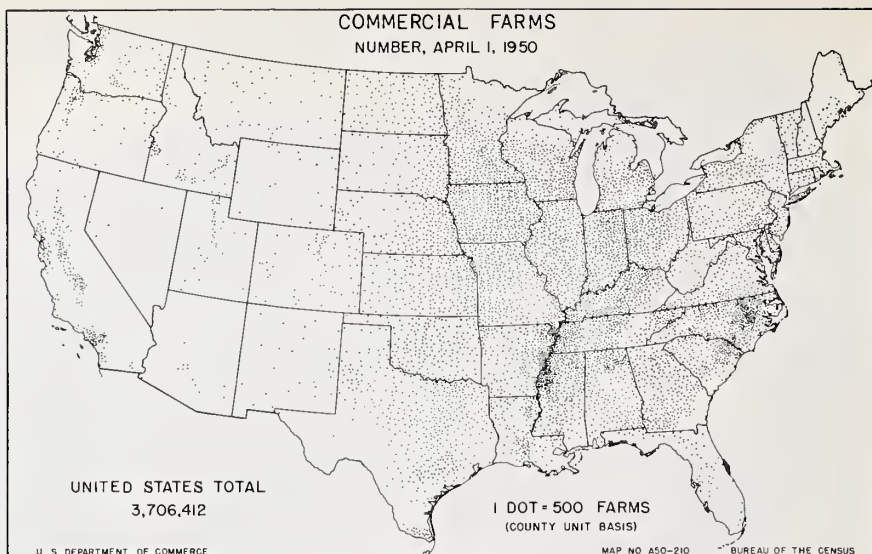 COMMERCIAL FARMS
NUMBER, APRIL 1, 1950
UNITED STATES TOTAL
3,706,412
1 DOT = 500 FARMS
(COUNTY UNIT BASIS)
U. S. DEPARTMENT OF COMMERCE
MAP NO A50-210
BUREAU OF THE CENSUS